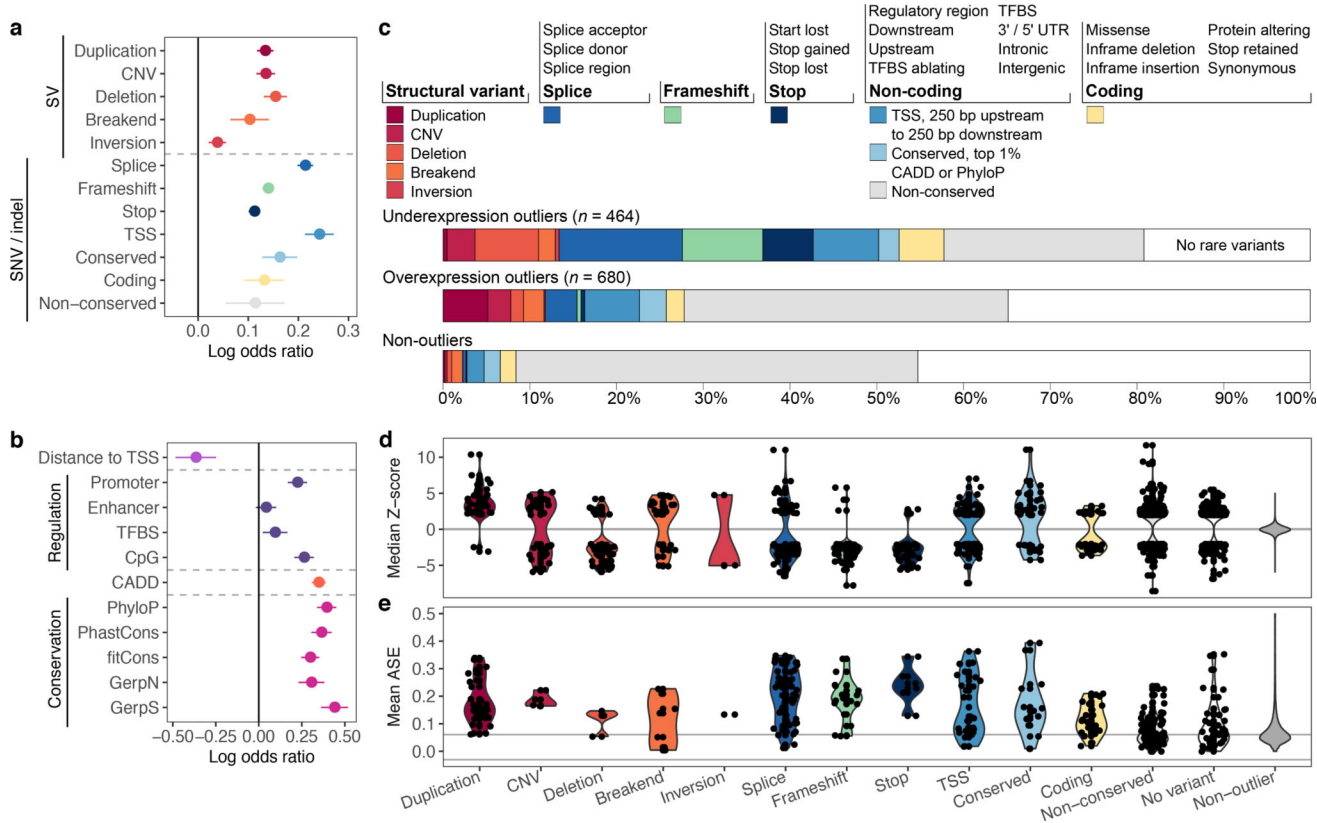 a
SV
Duplication
CNV
Deletion
Breakend
Inversion
SNV / indel
Splice
Frameshift
Stop
TSS
Conserved
Coding
Non−conserved
0.0 0.1 0.2 0.3
Log odds ratio
b
Distance to TSS
Regulation
Promoter
Enhancer
TFBS
CpG
CADD
Conservation
PhyloP
PhastCons
fitCons
GerpN
GerpS
−0.50 −0.25 0.00 0.25 0.50
Log odds ratio
c
Structural variant
Duplication
CNV
Deletion
Breakend
Inversion
Splice acceptor
Splice donor
Splice region
Splice
Frameshift
Start lost
Stop gained
Stop lost
Stop
Regulatory region TFBS
Downstream 3' / 5' UTR
Upstream Intronic
TFBS ablating Intergenic
Non-coding
TSS, 250 bp upstream
to 250 bp downstream
Conserved, top 1%
CADD or PhyloP
Non-conserved
Missense Protein altering
Inframe deletion Stop retained
Inframe insertion Synonymous
Coding
Underexpression outliers (n = 464)
No rare variants
Overexpression outliers (n = 680)
Non-outliers
0% 10% 20% 30% 40% 50% 60% 70% 80% 90% 100%
d
Median Z−score
10
5
0
−5
e
Mean ASE
0.5
0.4
0.3
0.2
0.1
0.0
Duplication CNV Deletion Breakend Inversion Splice Frameshift Stop TSS Conserved Coding Non−conserved No variant Non−outlier